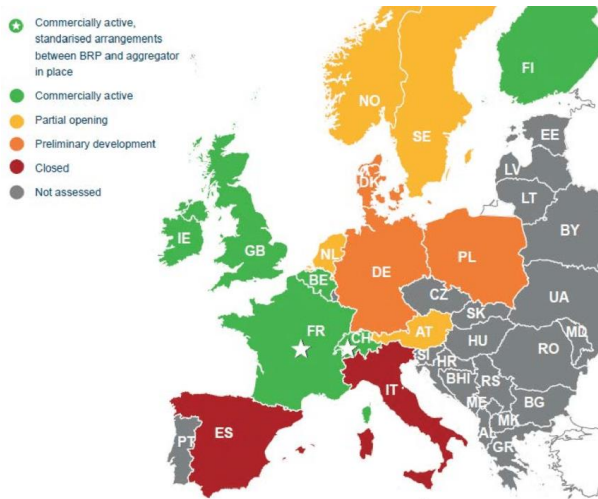 Commercially active,
standarised arrangements
between BRP and aggregator
in place
Commercially active
Partial opening
Preliminary development
Closed
Not assessed
FI
NO
SE
EE
LV
LT
DK
BY
IE
GB
NL
DE
PL
BE
CZ
UA
SK
FR
CH
AT
HU
MD
RO
SI
HR
IT
BHI
RS
BG
ME
MK
AL
GR
PT
ES